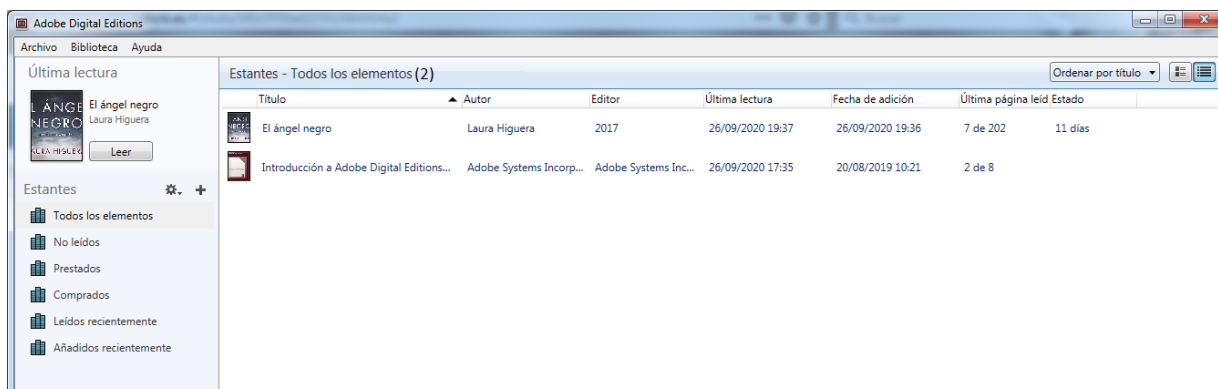 Adobe Digital Editions
Archivo Biblioteca Ayuda
Última lectura
El ángel negro
Laura Higuera
Leer
Estantes
Todos los elementos
No leídos
Prestados
Comprados
Leídos recientemente
Añadidos recientemente
Estantes - Todos los elementos (2)
Ordenar por título
Título Autor Editor Última lectura Fecha de adición Última página leíd Estado
El ángel negro Laura Higuera 2017 26/09/2020 19:37 26/09/2020 19:36 7 de 202 11 días
Introducción a Adobe Digital Editions... Adobe Systems Incorp... Adobe Systems Inc... 26/09/2020 17:35 20/08/2019 10:21 2 de 8